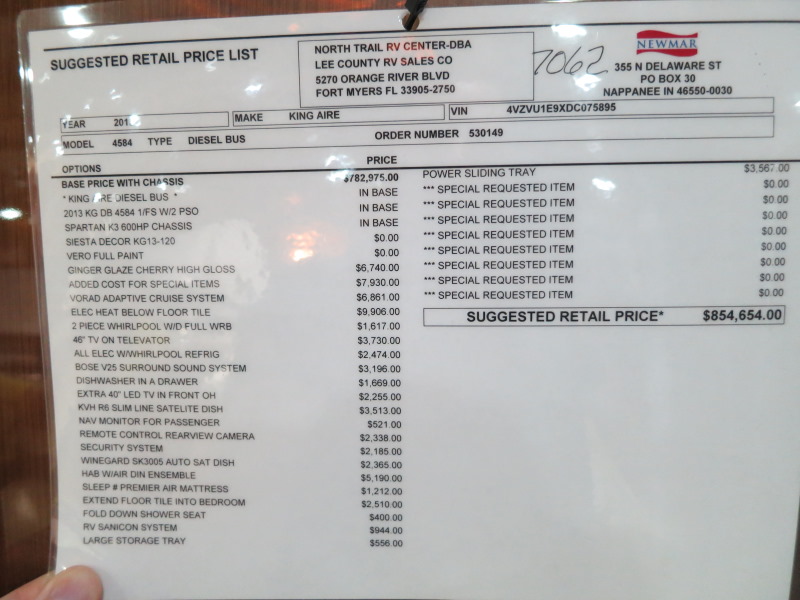 SUGGESTED RETAIL PRICE LIST
NORTH TRAIL RV CENTER-DBA
LEE COUNTY RV SALES CO
5270 ORANGE RIVER BLVD
FORT MYERS FL 33905-2750
7062
NEWMAR
355 N DELAWARE ST
PO BOX 30
NAPPANEE IN 46550-0030
YEAR 201 MAKE KING AIRE VIN 4VZVU1E9XDC075895
MODEL 4584 TYPE DIESEL BUS ORDER NUMBER 530149
OPTIONS PRICE
BASE PRICE WITH CHASSIS $782,975.00
* KING AIRE DIESEL BUS * IN BASE
2013 KG DB 4584 1/FS W/2 PSO IN BASE
SPARTAN K3 600HP CHASSIS IN BASE
SIESTA DECOR KG13-120 $0.00
VERO FULL PAINT $0.00
GINGER GLAZE CHERRY HIGH GLOSS $6,740.00
ADDED COST FOR SPECIAL ITEMS $7,930.00
VORAD ADAPTIVE CRUISE SYSTEM $6,861.00
ELEC HEAT BELOW FLOOR TILE $9,906.00
2 PIECE WHIRLPOOL W/D FULL WRB $1,617.00
46" TV ON TELEVATOR $3,730.00
ALL ELEC W/WHIRLPOOL REFRIG $2,474.00
BOSE V25 SURROUND SOUND SYSTEM $3,196.00
DISHWASHER IN A DRAWER $1,669.00
EXTRA 40" LED TV IN FRONT OH $2,255.00
KVH R6 SLIM LINE SATELITE DISH $3,513.00
NAV MONITOR FOR PASSENGER $521.00
REMOTE CONTROL REARVIEW CAMERA $2,338.00
SECURITY SYSTEM $2,185.00
WINEGARD SK3005 AUTO SAT DISH $2,365.00
HAB W/AIR DIN ENSEMBLE $5,190.00
SLEEP # PREMIER AIR MATTRESS $1,212.00
EXTEND FLOOR TILE INTO BEDROOM $2,510.00
FOLD DOWN SHOWER SEAT $400.00
RV SANICON SYSTEM $944.00
LARGE STORAGE TRAY $556.00
POWER SLIDING TRAY $3,567.00
*** SPECIAL REQUESTED ITEM $0.00
*** SPECIAL REQUESTED ITEM $0.00
*** SPECIAL REQUESTED ITEM $0.00
*** SPECIAL REQUESTED ITEM $0.00
*** SPECIAL REQUESTED ITEM $0.00
*** SPECIAL REQUESTED ITEM $0.00
*** SPECIAL REQUESTED ITEM $0.00
*** SPECIAL REQUESTED ITEM $0.00
SUGGESTED RETAIL PRICE* $854,654.00